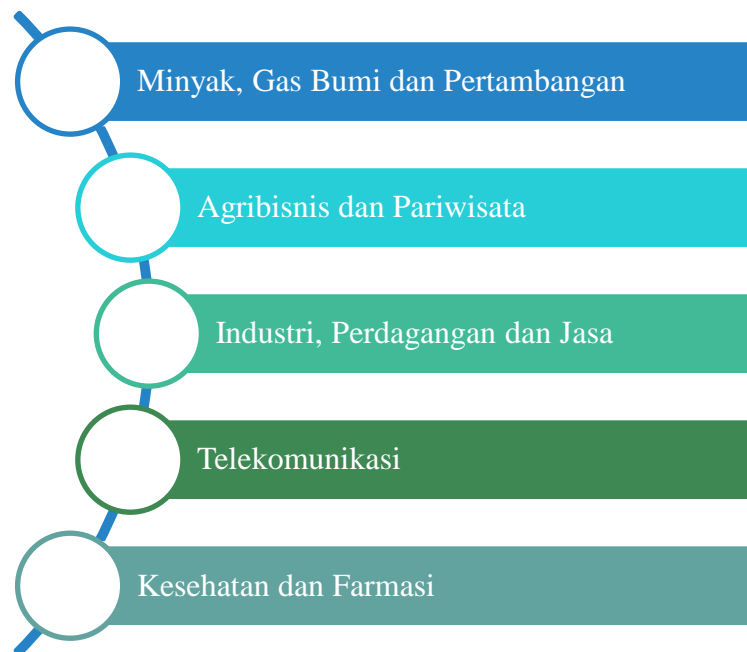 Minyak, Gas Bumi dan Pertambangan
Agribisnis dan Pariwisata
Industri, Perdagangan dan Jasa
Telekomunikasi
Kesehatan dan Farmasi